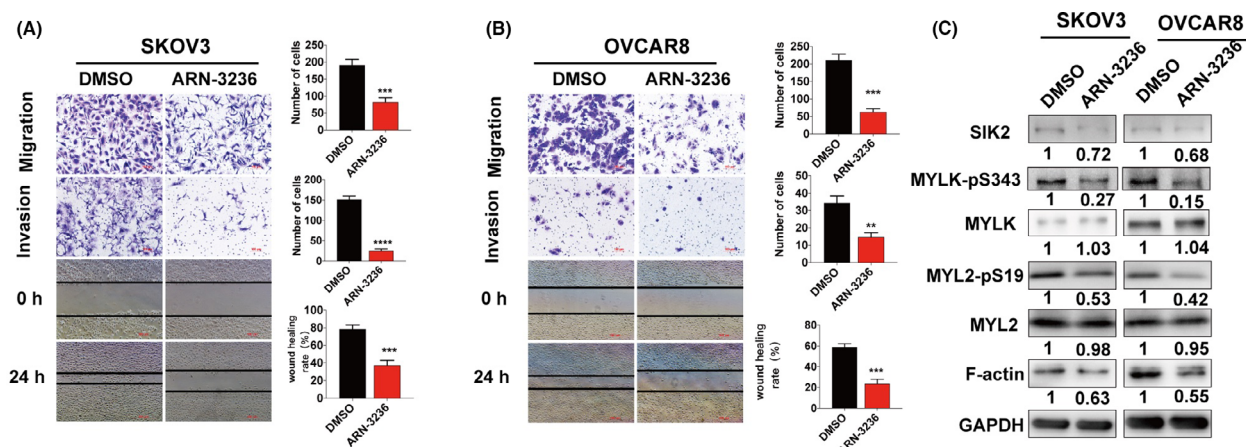 (A)
SKOV3
DMSO ARN-3236
Migration
Invasion
0 h
24 h
Number of cells
250
200
150
100
50
0
***
DMSO
ARN-3236
Number of cells
200
150
100
50
0
****
DMSO
ARN-3236
wound healing
rate (%)
100
80
60
40
20
0
***
DMSO
ARN-3236
(B)
OVCAR8
DMSO ARN-3236
Migration
Invasion
0 h
24 h
Number of cells
250
200
150
100
50
0
***
DMSO
ARN-3236
Number of cells
50
40
30
20
10
0
**
DMSO
ARN-3236
wound healing
rate (%)
80
60
40
20
0
***
DMSO
ARN-3236
(C)
SKOV3 OVCAR8
DMSO ARN-3236 DMSO ARN-3236
SIK2
1 0.72 1 0.68
MYLK-pS343
1 0.27 1 0.15
MYLK
1 1.03 1 1.04
MYL2-pS19
1 0.53 1 0.42
MYL2
1 0.98 1 0.95
F-actin
1 0.63 1 0.55
GAPDH